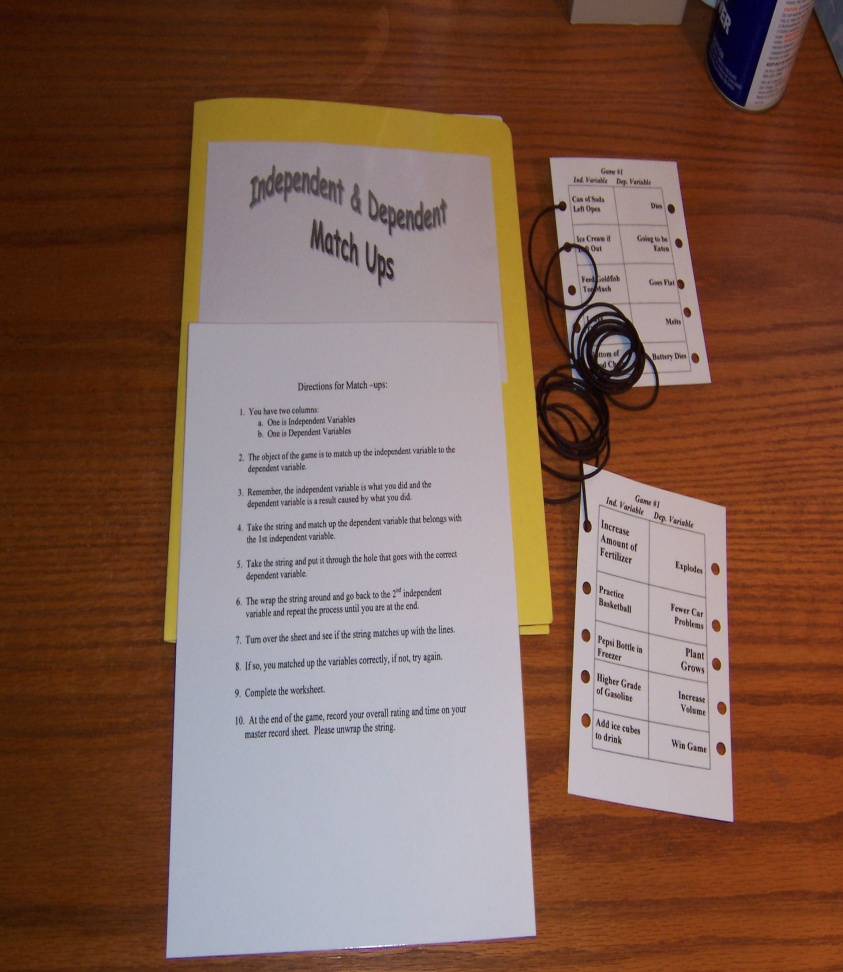 Independent & Dependent
Match Ups
Directions for Match –ups:
1. You have two columns:
a. One is Independent Variables
b. One is Dependent Variables
2. The object of the game is to match up the independent variable to the
dependent variable.
3. Remember, the independent variable is what you did and the
dependent variable is a result caused by what you did.
4. Take the string and match up the dependent variable that belongs with
the 1st independent variable.
5. Take the string and put it through the hole that goes with the correct
dependent variable.
6. The wrap the string around and go back to the 2nd independent
variable and repeat the process until you are at the end.
7. Turn over the sheet and see if the string matches up with the lines.
8. If so, you matched up the variables correctly, if not, try again.
9. Complete the worksheet.
10. At the end of the game, record your overall rating and time on your
master record sheet. Please unwrap the string.
Game #1
Ind. Variable Dep. Variable
Can of Soda
Left Open
Dies
Ice Cream if
Out
Going to be
Eaten
Feed Goldfish
Too Much
Goes Flat
Melts
of
Battery Dies
Game #1
Ind. Variable Dep. Variable
Increase
Amount of
Fertilizer
Explodes
Practice
Basketball
Fewer Car
Problems
Pepsi Bottle in
Freezer
Plant
Grows
Higher Grade
of Gasoline
Increase
Volume
Add ice cubes
to drink
Win Game